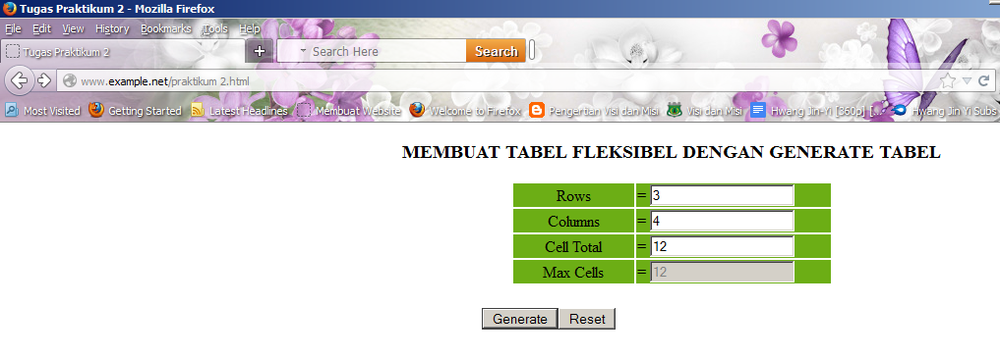 Tugas Praktikum 2 - Mozilla Firefox
File Edit View History Bookmarks Tools Help
Tugas Praktikum 2 + Search Here Search
www.example.net/praktikum 2.html
Most Visited Getting Started Latest Headlines Membuat Website Welcome to Firefox Pengertian Visi dan Misi Visi dan Misi Hwang Jin-Yi [360p] [... Hwang Jin Yi Subs
MEMBUAT TABEL FLEKSIBEL DENGAN GENERATE TABEL
Rows = 3
Columns = 4
Cell Total = 12
Max Cells = 12
Generate Reset